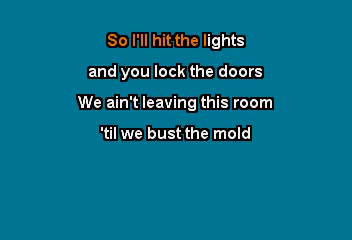 So I'll hit the lights
and you lock the doors
We ain't leaving this room
'til we bust the mold